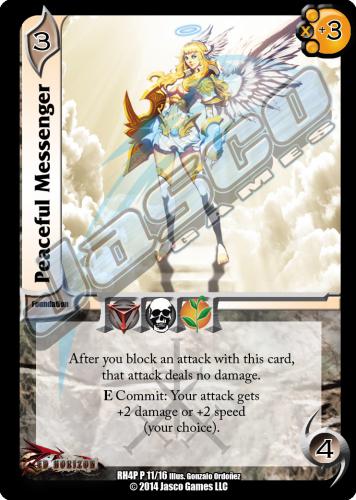 3
X +3
Peaceful Messenger
JASCO
GAMES
Foundation
After you block an attack with this card,
that attack deals no damage.
E Commit: Your attack gets
+2 damage or +2 speed
(your choice).
RED HORIZON
4
RH4P P 11/16 Illus. Gonzalo Ordoñez
© 2014 Jasco Games LLC